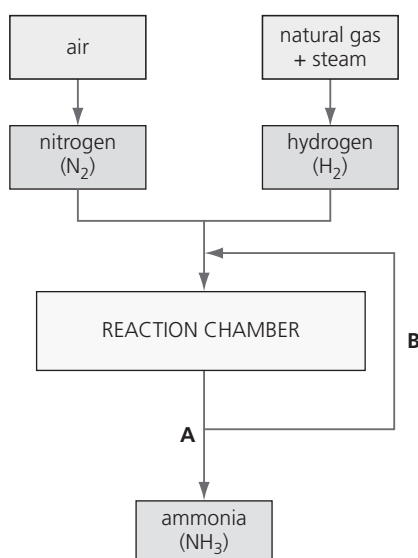 air
natural gas
+ steam
nitrogen
(N₂)
hydrogen
(H₂)
REACTION CHAMBER
B
A
ammonia
(NH₃)